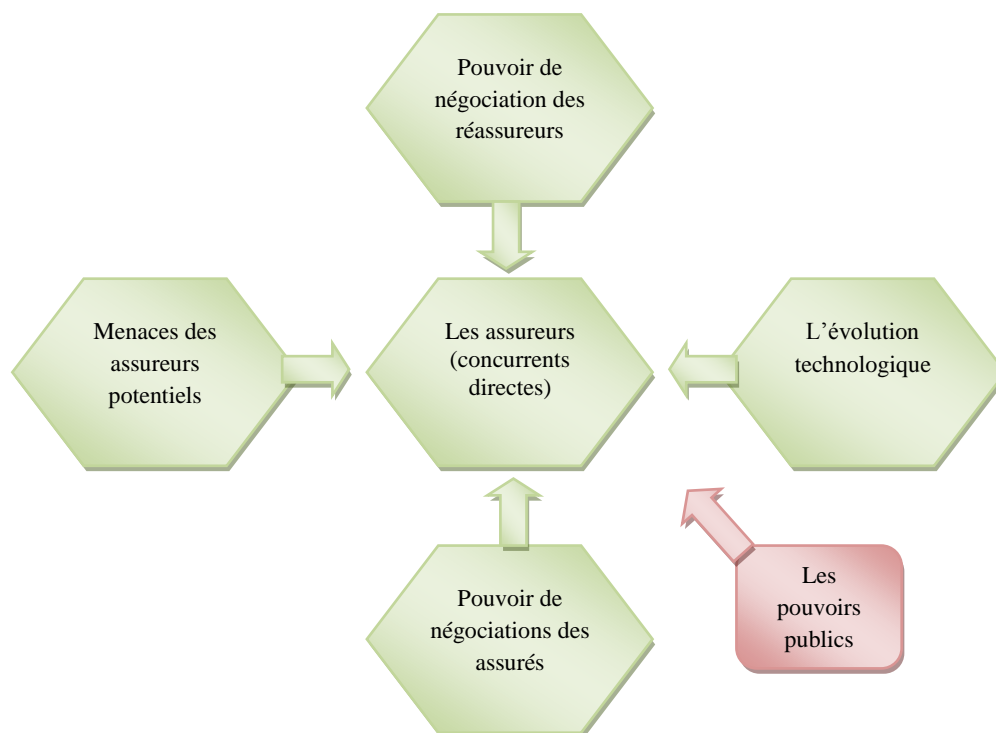 Pouvoir de
négociation des
réassureurs
Menaces des
assureurs
potentiels
Les assureurs
(concurrents
directes)
L’évolution
technologique
Pouvoir de
négociations des
assurés
Les
pouvoirs
publics